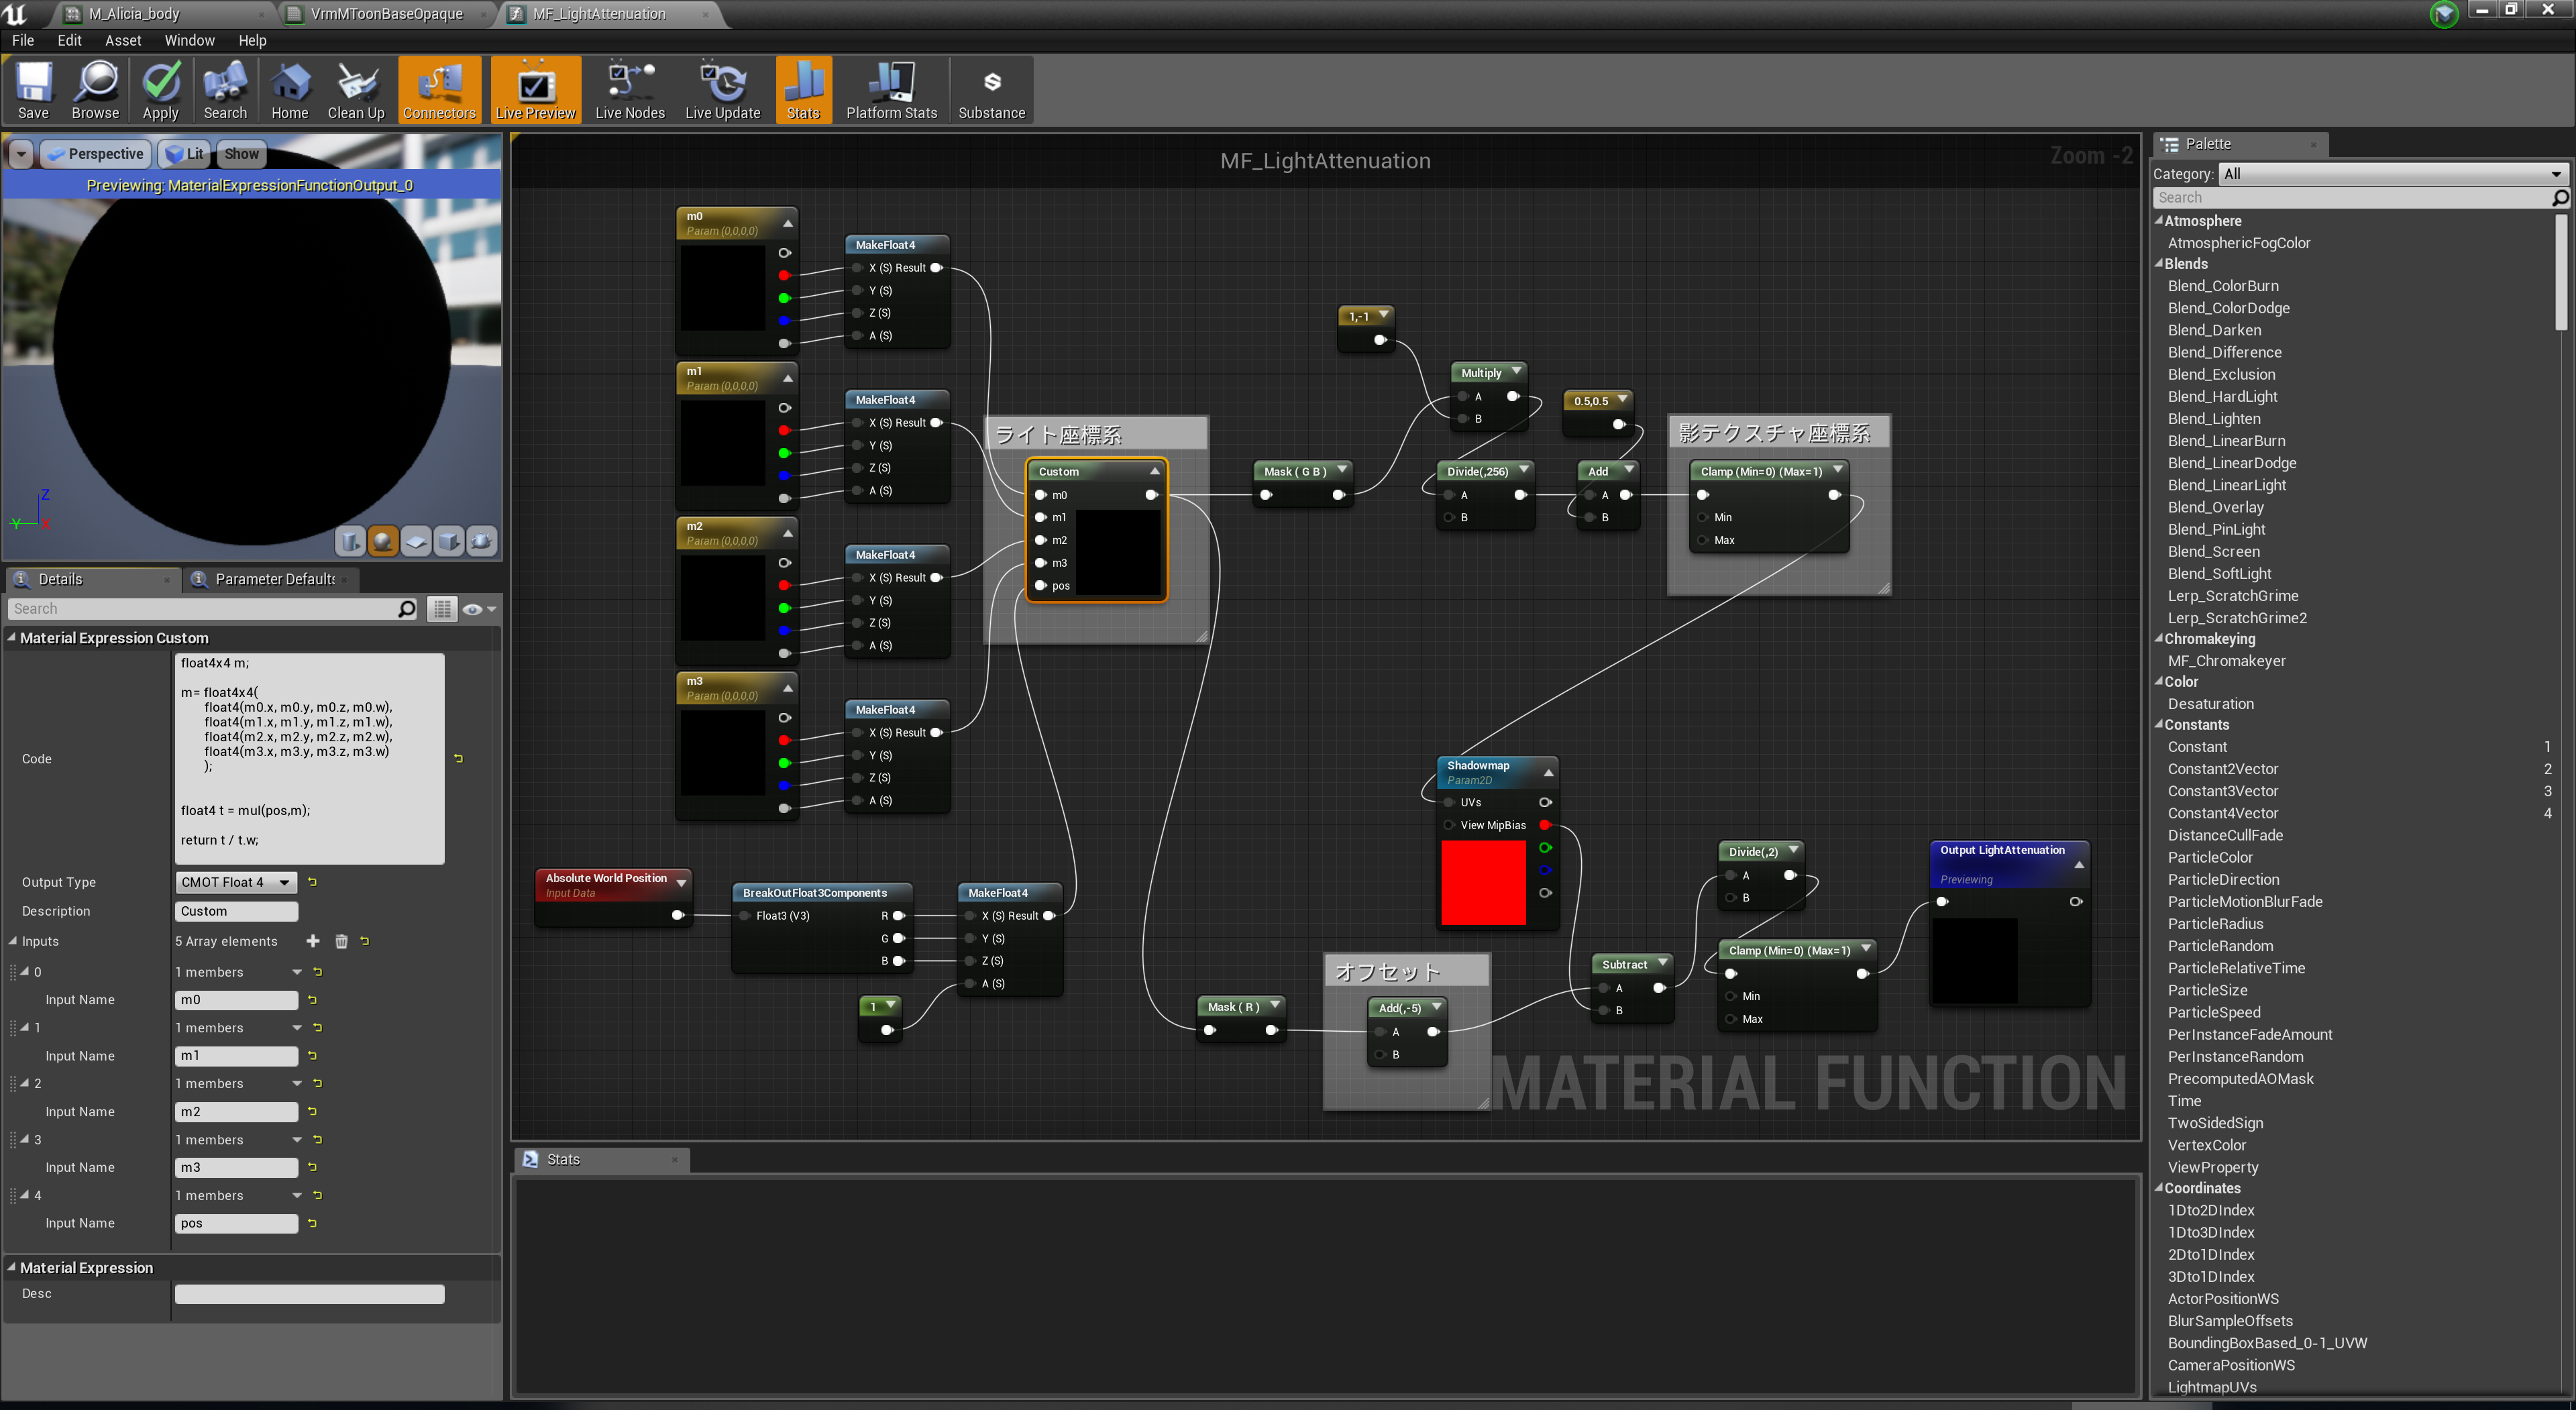 M_Alicia_body
VrmMToonBaseOpaque
MF_LightAttenuation
File Edit Asset Window Help
Save Browse Apply Search Home Clean Up Connectors Live Preview Live Nodes Live Update Stats Platform Stats Substance
Perspective Lit Show
Previewing: MaterialExpressionFunctionOutput_0
Z
Y X
Details
Parameter Defaults
Search
Material Expression Custom
Code
float4x4 m;
m= float4x4(
float4(m0.x, m0.y, m0.z, m0.w),
float4(m1.x, m1.y, m1.z, m1.w),
float4(m2.x, m2.y, m2.z, m2.w),
float4(m3.x, m3.y, m3.z, m3.w)
);
float4 t = mul(pos,m);
return t / t.w;
Output Type CMOT Float 4
Description Custom
Inputs 5 Array elements
0 1 members
Input Name m0
1 1 members
Input Name m1
2 1 members
Input Name m2
3 1 members
Input Name m3
4 1 members
Input Name pos
Material Expression
Desc
MF_LightAttenuation
Zoom -2
m0
Param (0,0,0,0)
MakeFloat4
X (S) Result
Y (S)
Z (S)
A (S)
m1
Param (0,0,0,0)
MakeFloat4
X (S) Result
Y (S)
Z (S)
A (S)
m2
Param (0,0,0,0)
MakeFloat4
X (S) Result
Y (S)
Z (S)
A (S)
m3
Param (0,0,0,0)
MakeFloat4
X (S) Result
Y (S)
Z (S)
A (S)
ライト座標系
Custom
m0
m1
m2
m3
pos
Absolute World Position
Input Data
BreakOutFloat3Components
Float3 (V3) R
G
B
MakeFloat4
X (S) Result
Y (S)
Z (S)
A (S)
1
Mask ( G B )
1,-1
Multiply
A
B
Divide(,256)
A
B
0.5,0.5
Add
A
B
影テクスチャ座標系
Clamp (Min=0) (Max=1)
Min
Max
Shadowmap
Param2D
UVs
View MipBias
Mask ( R )
オフセット
Add(,-5)
A
B
Subtract
A
B
Divide(,2)
A
B
Clamp (Min=0) (Max=1)
Min
Max
Output LightAttenuation
Previewing
MATERIAL FUNCTION
Stats
Palette
Category: All
Search
Atmosphere
AtmosphericFogColor
Blends
Blend_ColorBurn
Blend_ColorDodge
Blend_Darken
Blend_Difference
Blend_Exclusion
Blend_HardLight
Blend_Lighten
Blend_LinearBurn
Blend_LinearDodge
Blend_LinearLight
Blend_Overlay
Blend_PinLight
Blend_Screen
Blend_SoftLight
Lerp_ScratchGrime
Lerp_ScratchGrime2
Chromakeying
MF_Chromakeyer
Color
Desaturation
Constants
Constant 1
Constant2Vector 2
Constant3Vector 3
Constant4Vector 4
DistanceCullFade
ParticleColor
ParticleDirection
ParticleMotionBlurFade
ParticleRadius
ParticleRandom
ParticleRelativeTime
ParticleSize
ParticleSpeed
PerInstanceFadeAmount
PerInstanceRandom
PrecomputedAOMask
Time
TwoSidedSign
VertexColor
ViewProperty
Coordinates
1Dto2DIndex
1Dto3DIndex
2Dto1DIndex
3Dto1DIndex
ActorPositionWS
BlurSampleOffsets
BoundingBoxBased_0-1_UVW
CameraPositionWS
LightmapUVs